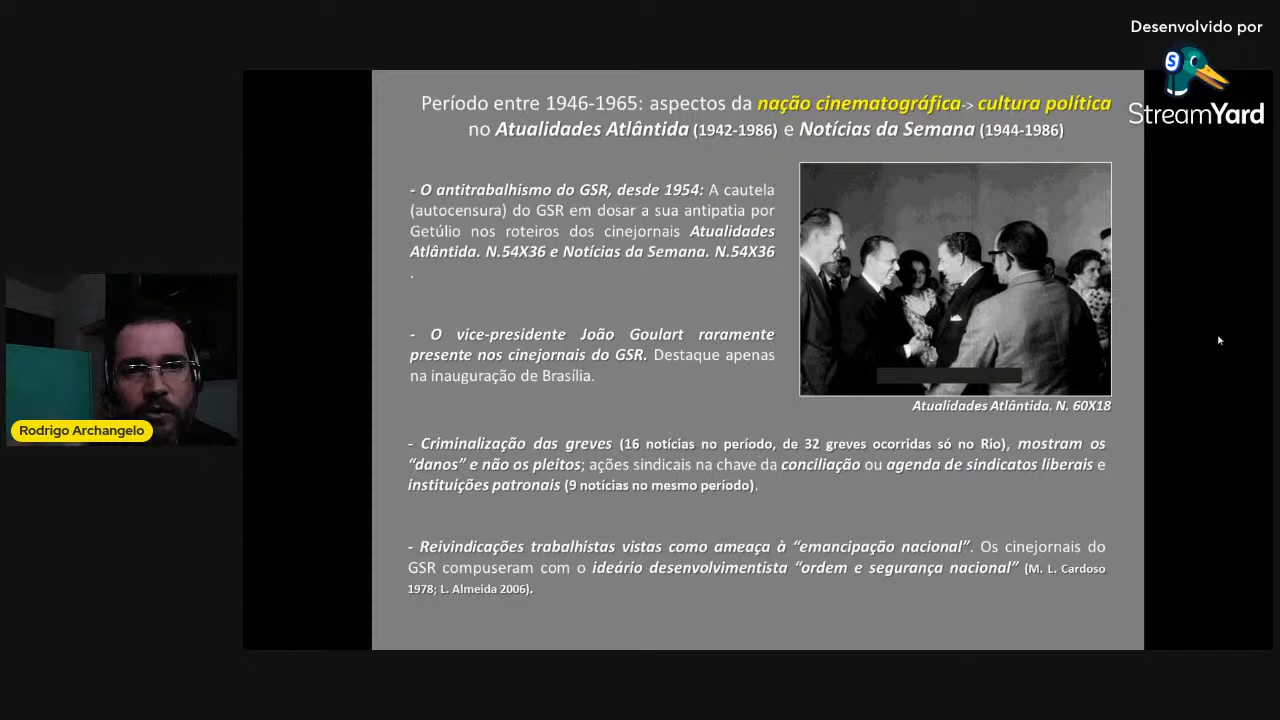 Desenvolvido por
StreamYard
Período entre 1946-1965: aspectos da nação cinematográfica-> cultura política
no Atualidades Atlântida (1942-1986) e Notícias da Semana (1944-1986)
- O antitrabalhismo do GSR, desde 1954: A cautela
(autocensura) do GSR em dosar a sua antipatia por
Getúlio nos roteiros dos cinejornais Atualidades
Atlântida. N.54X36 e Notícias da Semana. N.54X36
.
- O vice-presidente João Goulart raramente
presente nos cinejornais do GSR. Destaque apenas
na inauguração de Brasília.
Atualidades Atlântida. N. 60X18
- Criminalização das greves (16 notícias no período, de 32 greves ocorridas só no Rio), mostram os
“danos” e não os pleitos; ações sindicais na chave da conciliação ou agenda de sindicatos liberais e
instituições patronais (9 notícias no mesmo período).
- Reivindicações trabalhistas vistas como ameaça à “emancipação nacional”. Os cinejornais do
GSR compuseram com o ideário desenvolvimentista “ordem e segurança nacional” (M. L. Cardoso
1978; L. Almeida 2006).
Rodrigo Archangelo